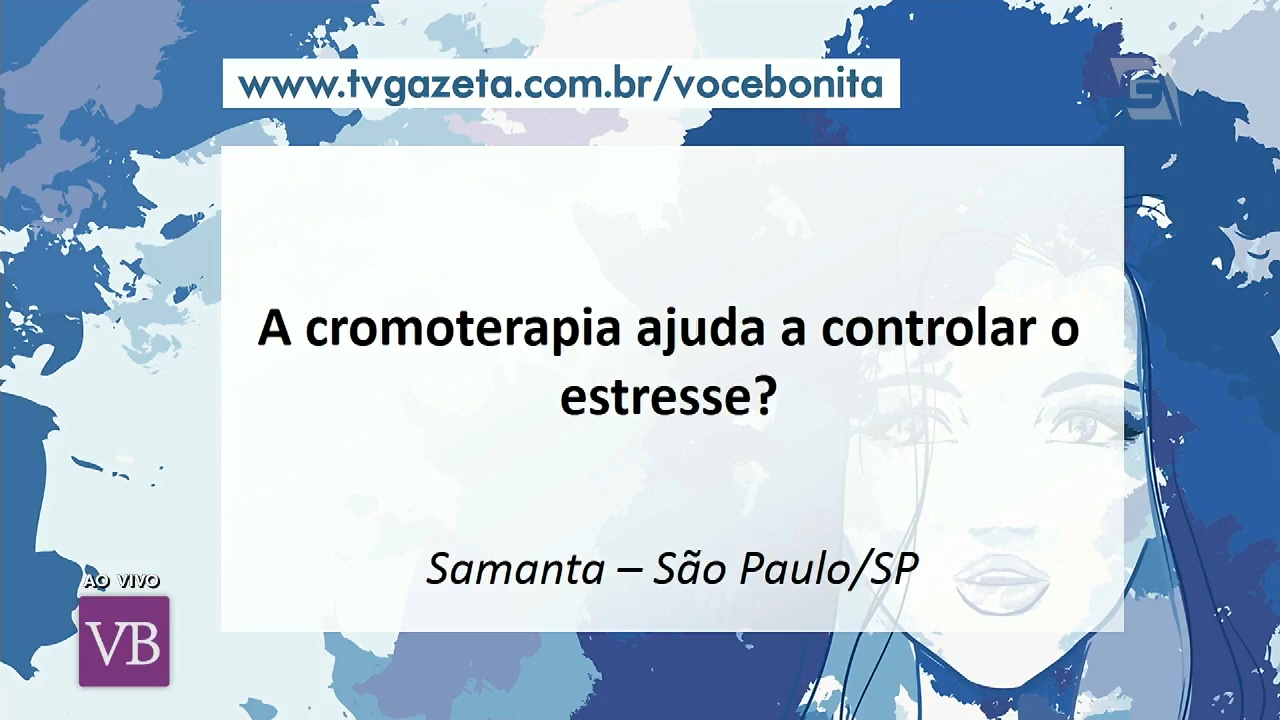 www.tvgazeta.com.br/vocebonita
A cromoterapia ajuda a controlar o
estresse?
Samanta – São Paulo/SP
AO VIVO
VB